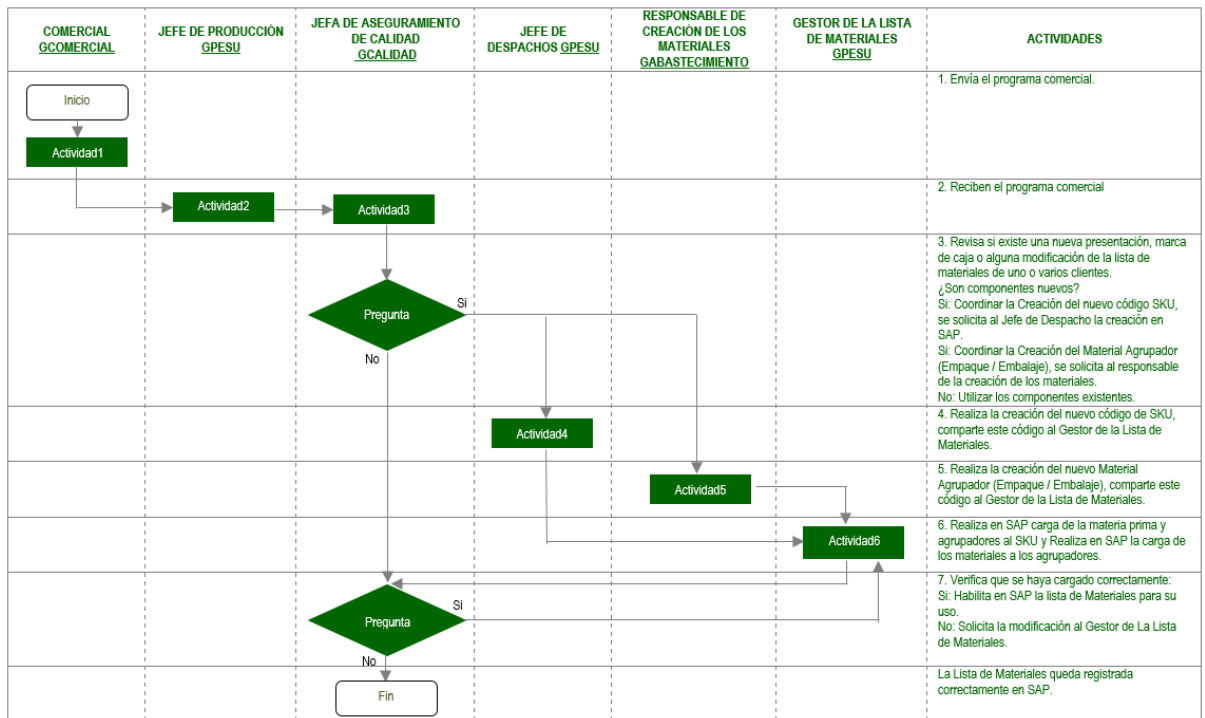 COMERCIAL
GCOMERCIAL
JEFE DE PRODUCCIÓN
GPESU
JEFA DE ASEGURAMIENTO
DE CALIDAD
GCALIDAD
JEFE DE
DESPACHOS GPESU
RESPONSABLE DE
CREACIÓN DE LOS
MATERIALES
GABASTECIMIENTO
GESTOR DE LA LISTA
DE MATERIALES
GPESU
ACTIVIDADES
Inicio
Actividad1
1. Envía el programa comercial.
Actividad2
Actividad3
2. Reciben el programa comercial
Pregunta
Si
No
3. Revisa si existe una nueva presentación, marca
de caja o alguna modificación de la lista de
materiales de uno o varios clientes.
¿Son componentes nuevos?
Si: Coordinar la Creación del nuevo código SKU,
se solicita al Jefe de Despacho la creación en
SAP.
Si: Coordinar la Creación del Material Agrupador
(Empaque / Embalaje), se solicita al responsable
de la creación de los materiales.
No: Utilizar los componentes existentes.
Actividad4
4. Realiza la creación del nuevo código de SKU,
comparte este código al Gestor de la Lista de
Materiales.
Actividad5
5. Realiza la creación del nuevo Material
Agrupador (Empaque / Embalaje), comparte este
código al Gestor de la Lista de Materiales.
Actividad6
6. Realiza en SAP carga de la materia prima y
agrupadores al SKU y Realiza en SAP la carga de
los materiales a los agrupadores.
Pregunta
Si
No
7. Verifica que se haya cargado correctamente:
Si: Habilita en SAP la lista de Materiales para su
uso.
No: Solicita la modificación al Gestor de La Lista
de Materiales.
Fin
La Lista de Materiales queda registrada
correctamente en SAP.